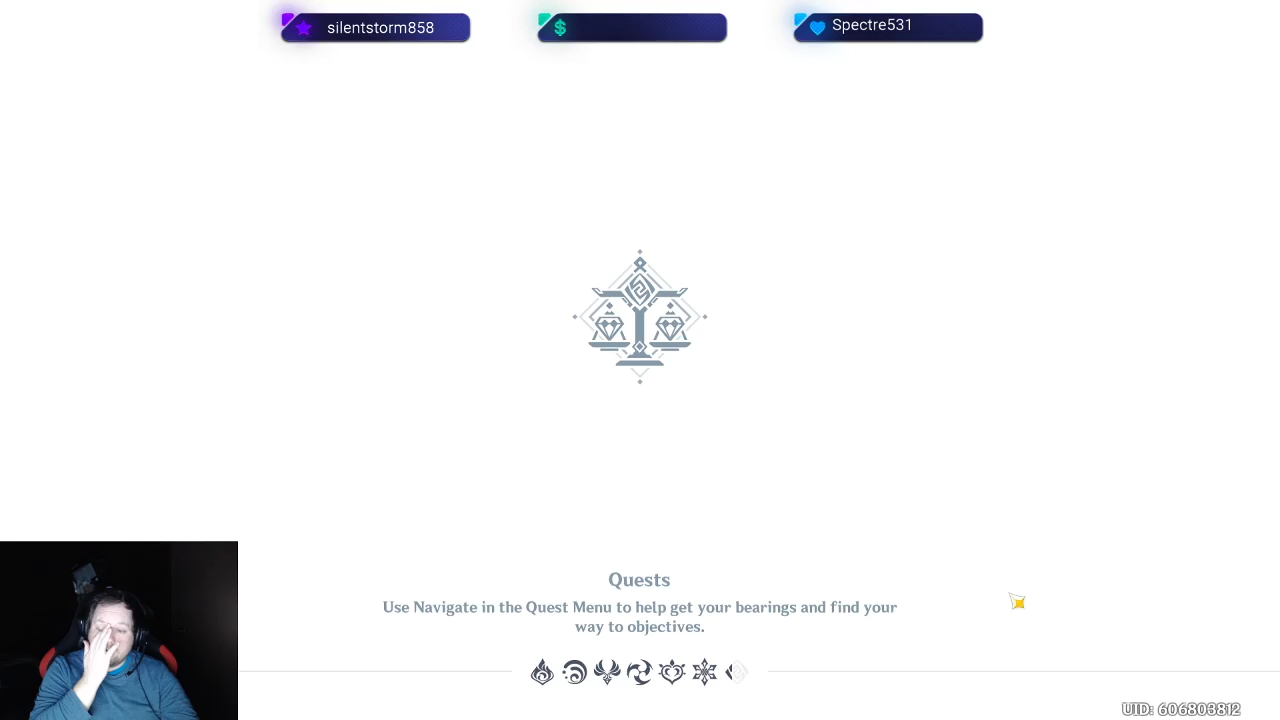 silentstorm858
$
Spectre531
Quests
Use Navigate in the Quest Menu to help get your bearings and find your
way to objectives.
UID: 606803812